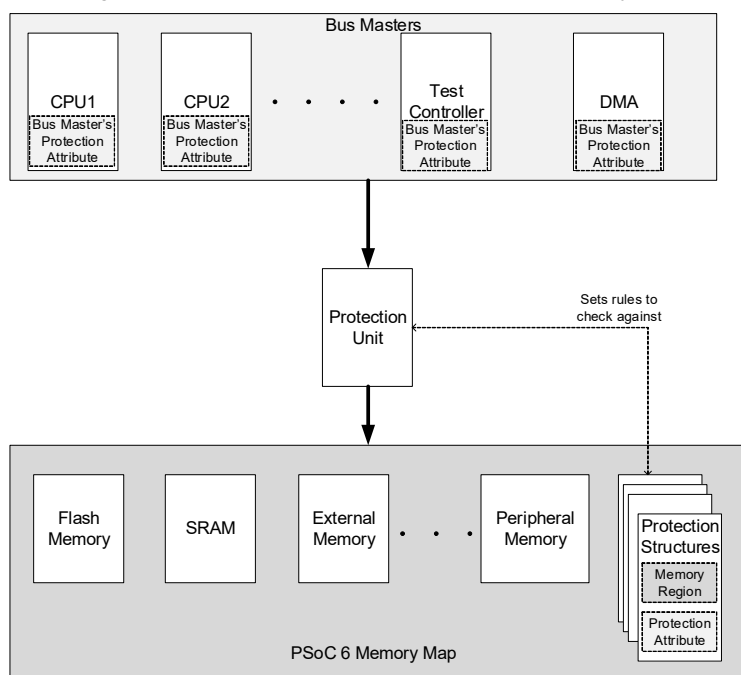 Bus Masters
CPU1
Bus Master's
Protection
Attribute
CPU2
Bus Master's
Protection
Attribute
Test
Controller
Bus Master's
Protection
Attribute
DMA
Bus Master's
Protection
Attribute
Protection
Unit
Sets rules to
check against
Flash
Memory
SRAM
External
Memory
Peripheral
Memory
Protection
Structures
Memory
Region
Protection
Attribute
PSoC 6 Memory Map